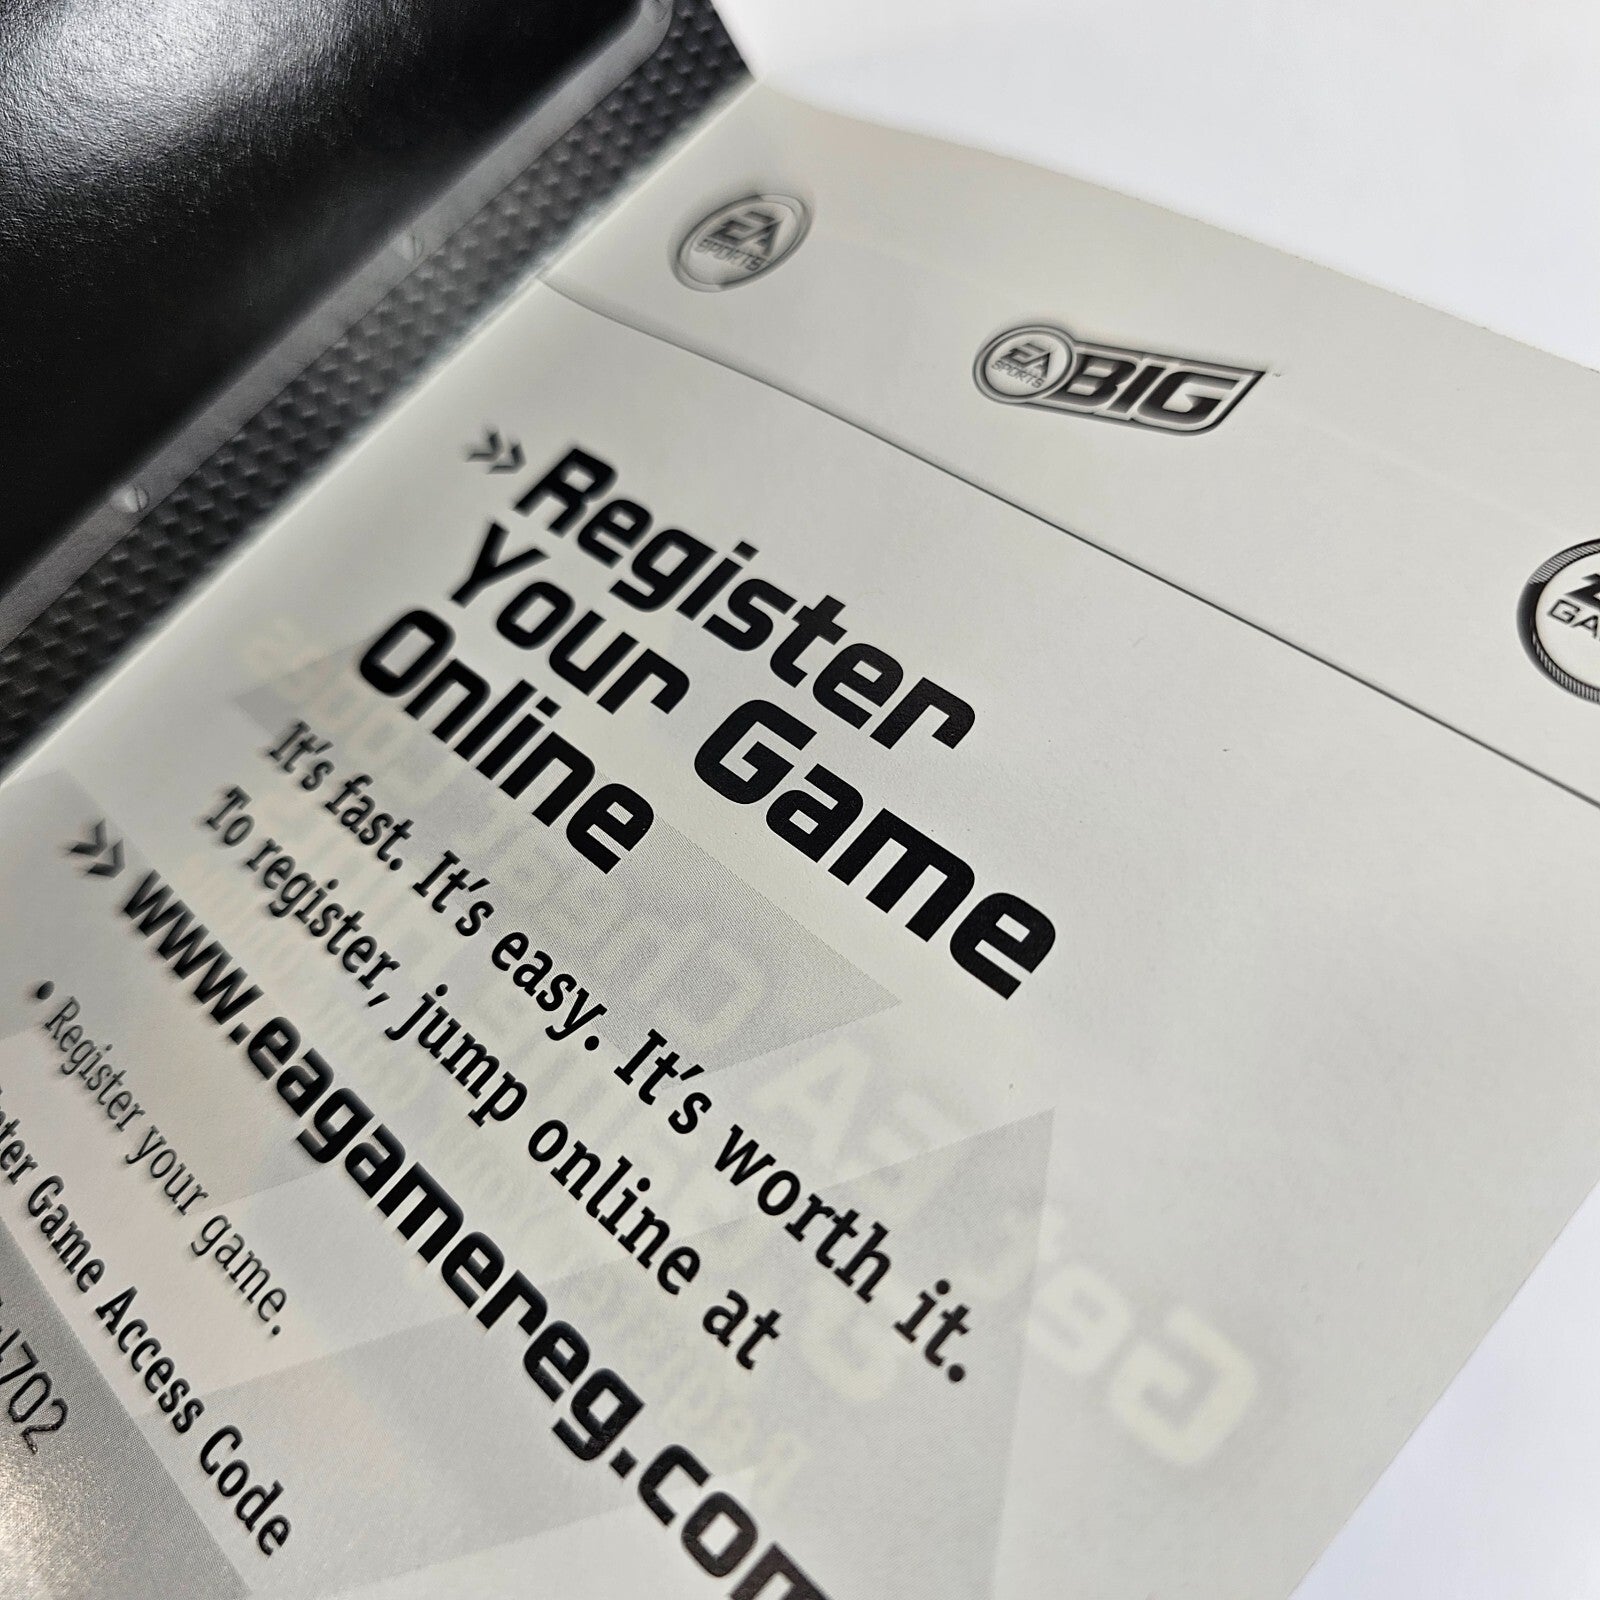 EA
SPORTS
EA
SPORTS
BIG
>> Register
Your Game
Online
It's fast. It's easy. It's worth it.
To register, jump online at
>> www.eagamereg.com
• Register your game.
Game Access Code
702